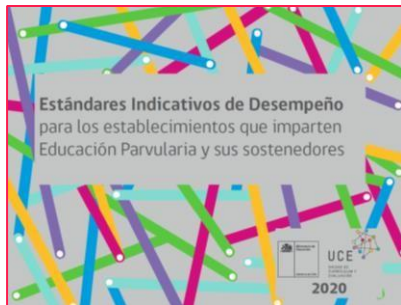 Estándares Indicativos de Desempeño
para los establecimientos que imparten
Educación Parvularia y sus sostenedores
UCE
2020